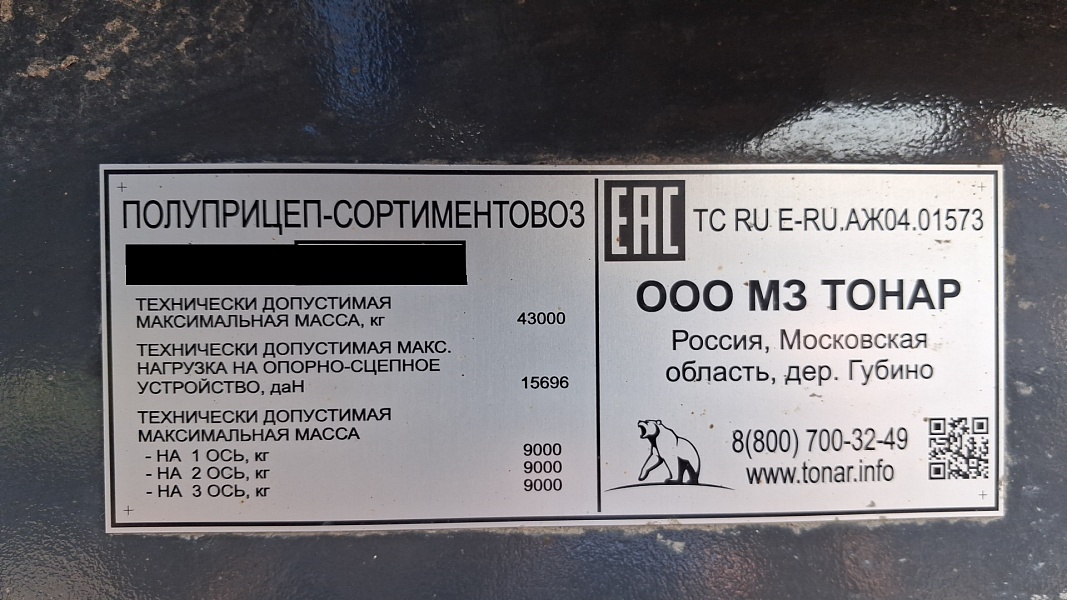 ПОЛУПРИЦЕП-СОРТИМЕНТОВОЗ
ТЕХНИЧЕСКИ ДОПУСТИМАЯ
МАКСИМАЛЬНАЯ МАССА, кг 43000
ТЕХНИЧЕСКИ ДОПУСТИМАЯ МАКС.
НАГРУЗКА НА ОПОРНО-СЦЕПНОЕ
УСТРОЙСТВО, даН 15696
ТЕХНИЧЕСКИ ДОПУСТИМАЯ
МАКСИМАЛЬНАЯ МАССА
- НА 1 ОСЬ, кг 9000
- НА 2 ОСЬ, кг 9000
- НА 3 ОСЬ, кг 9000
EAC ТС RU E-RU.АЖ04.01573
ООО МЗ ТОНАР
Россия, Московская
область, дер. Губино
8(800) 700-32-49
www.tonar.info